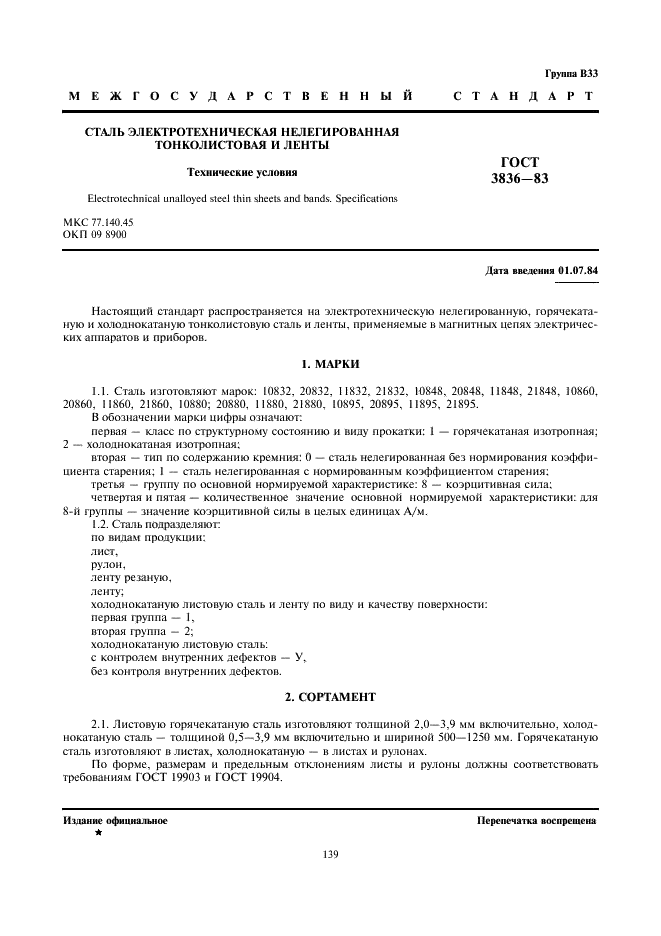 Группа В33
МЕЖГОСУДАРСТВЕННЫЙ СТАНДАРТ
СТАЛЬ ЭЛЕКТРОТЕХНИЧЕСКАЯ НЕЛЕГИРОВАННАЯ
ТОНКОЛИСТОВАЯ И ЛЕНТЫ
Технические условия
Electrotechnical unalloyed steel thin sheets and bands. Specifications
ГОСТ
3836—83
МКС 77.140.45
ОКП 09 8900
Дата введения 01.07.84
Настоящий стандарт распространяется на электротехническую нелегированную, горячеката-
ную и холоднокатаную тонколистовую сталь и ленты, применяемые в магнитных цепях электричес-
ких аппаратов и приборов.
1. МАРКИ
1.1. Сталь изготовляют марок: 10832, 20832, 11832, 21832, 10848, 20848, 11848, 21848, 10860,
20860, 11860, 21860, 10880; 20880, 11880, 21880, 10895, 20895, 11895, 21895.
В обозначении марки цифры означают:
первая — класс по структурному состоянию и виду прокатки: 1 — горячекатаная изотропная;
2 — холоднокатаная изотропная;
вторая — тип по содержанию кремния: 0 — сталь нелегированная без нормирования коэффи-
циента старения; 1 — сталь нелегированная с нормированным коэффициентом старения;
третья — группу по основной нормируемой характеристике: 8 — коэрцитивная сила;
четвертая и пятая — количественное значение основной нормируемой характеристики: для
8-й группы — значение коэрцитивной силы в целых единицах А/м.
1.2. Сталь подразделяют:
по видам продукции;
лист,
рулон,
ленту резаную,
ленту;
холоднокатаную листовую сталь и ленту по виду и качеству поверхности:
первая группа — 1,
вторая группа — 2;
холоднокатаную листовую сталь:
с контролем внутренних дефектов — У,
без контроля внутренних дефектов.
2. СОРТАМЕНТ
2.1. Листовую горячекатаную сталь изготовляют толщиной 2,0—3,9 мм включительно, холод-
нокатаную сталь — толщиной 0,5—3,9 мм включительно и шириной 500—1250 мм. Горячекатаную
сталь изготовляют в листах, холоднокатаную — в листах и рулонах.
По форме, размерам и предельным отклонениям листы и рулоны должны соответствовать
требованиям ГОСТ 19903 и ГОСТ 19904.
Издание официальное
Перепечатка воспрещена
★
139